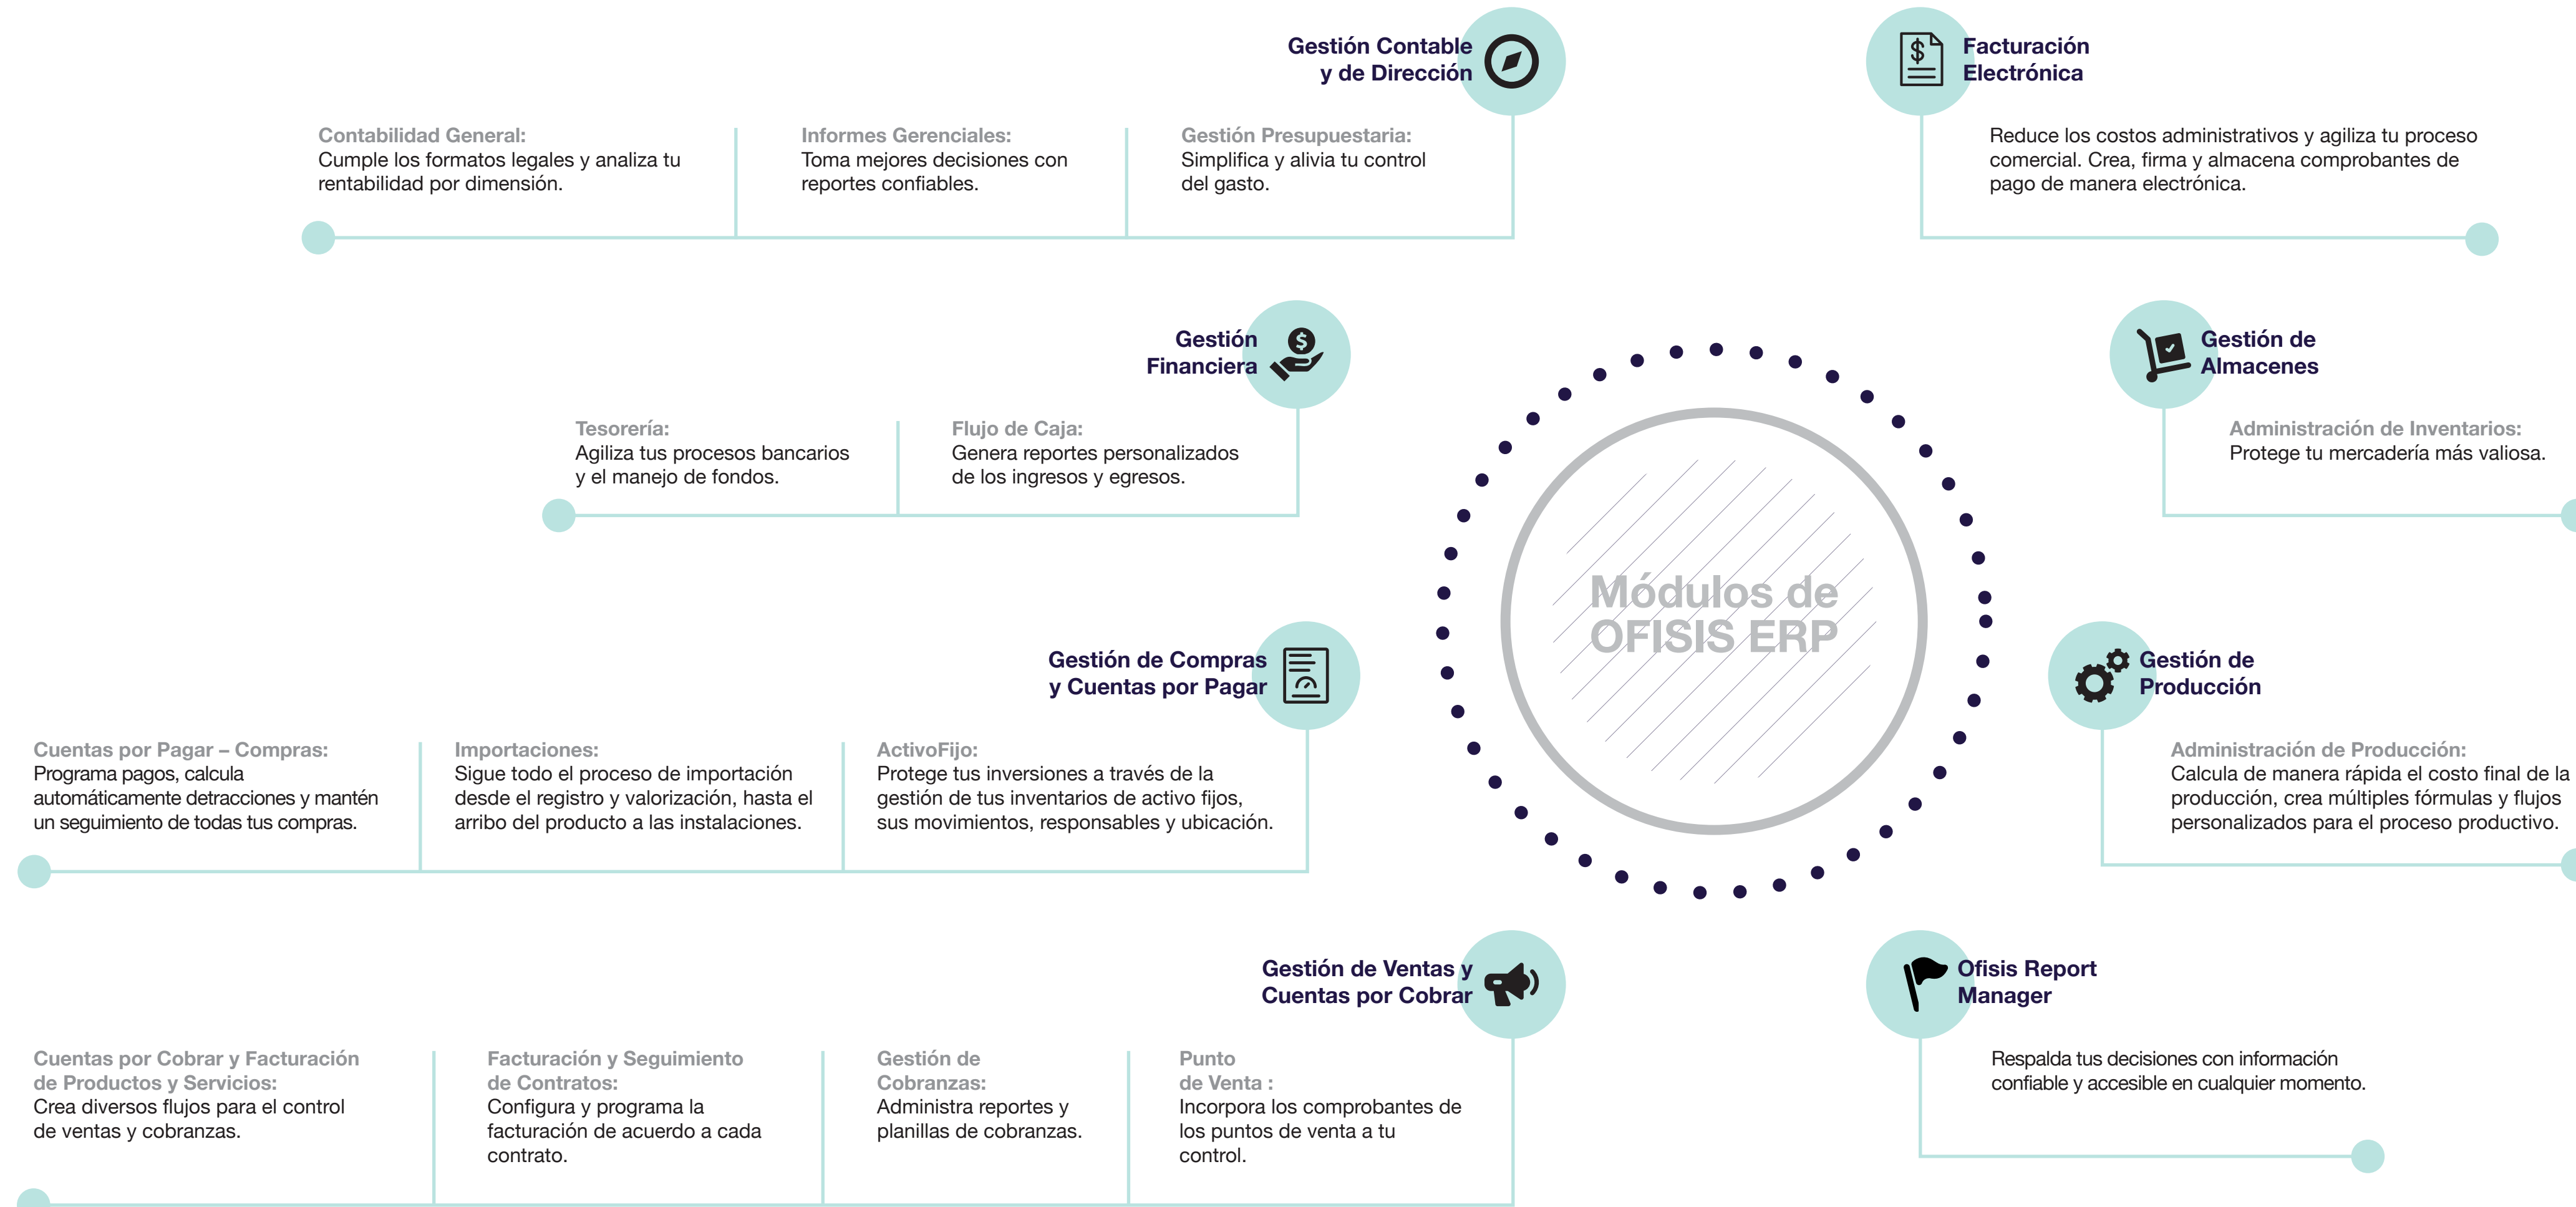 Gestión Contable
y de Dirección
Contabilidad General:
Cumple los formatos legales y analiza tu
rentabilidad por dimensión.
Informes Gerenciales:
Toma mejores decisiones con
reportes confiables.
Gestión Presupuestaria:
Simplifica y alivia tu control
del gasto.
Facturación
Electrónica
Reduce los costos administrativos y agiliza tu proceso
comercial. Crea, firma y almacena comprobantes de
pago de manera electrónica.
Gestión
Financiera
Tesorería:
Agiliza tus procesos bancarios
y el manejo de fondos.
Flujo de Caja:
Genera reportes personalizados
de los ingresos y egresos.
Gestión de
Almacenes
Administración de Inventarios:
Protege tu mercadería más valiosa.
Módulos de
OFISIS ERP
Gestión de Compras
y Cuentas por Pagar
Cuentas por Pagar – Compras:
Programa pagos, calcula
automáticamente detracciones y mantén
un seguimiento de todas tus compras.
Importaciones:
Sigue todo el proceso de importación
desde el registro y valorización, hasta el
arribo del producto a las instalaciones.
ActivoFijo:
Protege tus inversiones a través de la
gestión de tus inventarios de activo fijos,
sus movimientos, responsables y ubicación.
Gestión de
Producción
Administración de Producción:
Calcula de manera rápida el costo final de la
producción, crea múltiples fórmulas y flujos
personalizados para el proceso productivo.
Gestión de Ventas y
Cuentas por Cobrar
Cuentas por Cobrar y Facturación
de Productos y Servicios:
Crea diversos flujos para el control
de ventas y cobranzas.
Facturación y Seguimiento
de Contratos:
Configura y programa la
facturación de acuerdo a cada
contrato.
Gestión de
Cobranzas:
Administra reportes y
planillas de cobranzas.
Punto
de Venta :
Incorpora los comprobantes de
los puntos de venta a tu
control.
Ofisis Report
Manager
Respalda tus decisiones con información
confiable y accesible en cualquier momento.